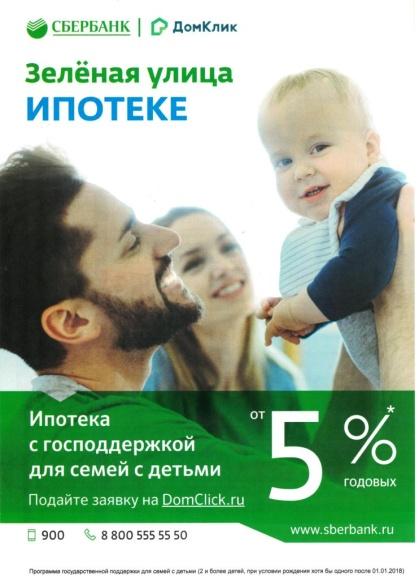 СБЕРБАНК | ДомКлик
Зелёная улица
ИПОТЕКЕ
Ипотека
с господдержкой
для семей с детьми
от 5 %*
годовых
Подайте заявку на DomClick.ru
900 8 800 555 55 50
www.sberbank.ru
Программа государственной поддержки для семей с детьми (2 и более детей, при условии рождения хотя бы одного после 01.01.2018)